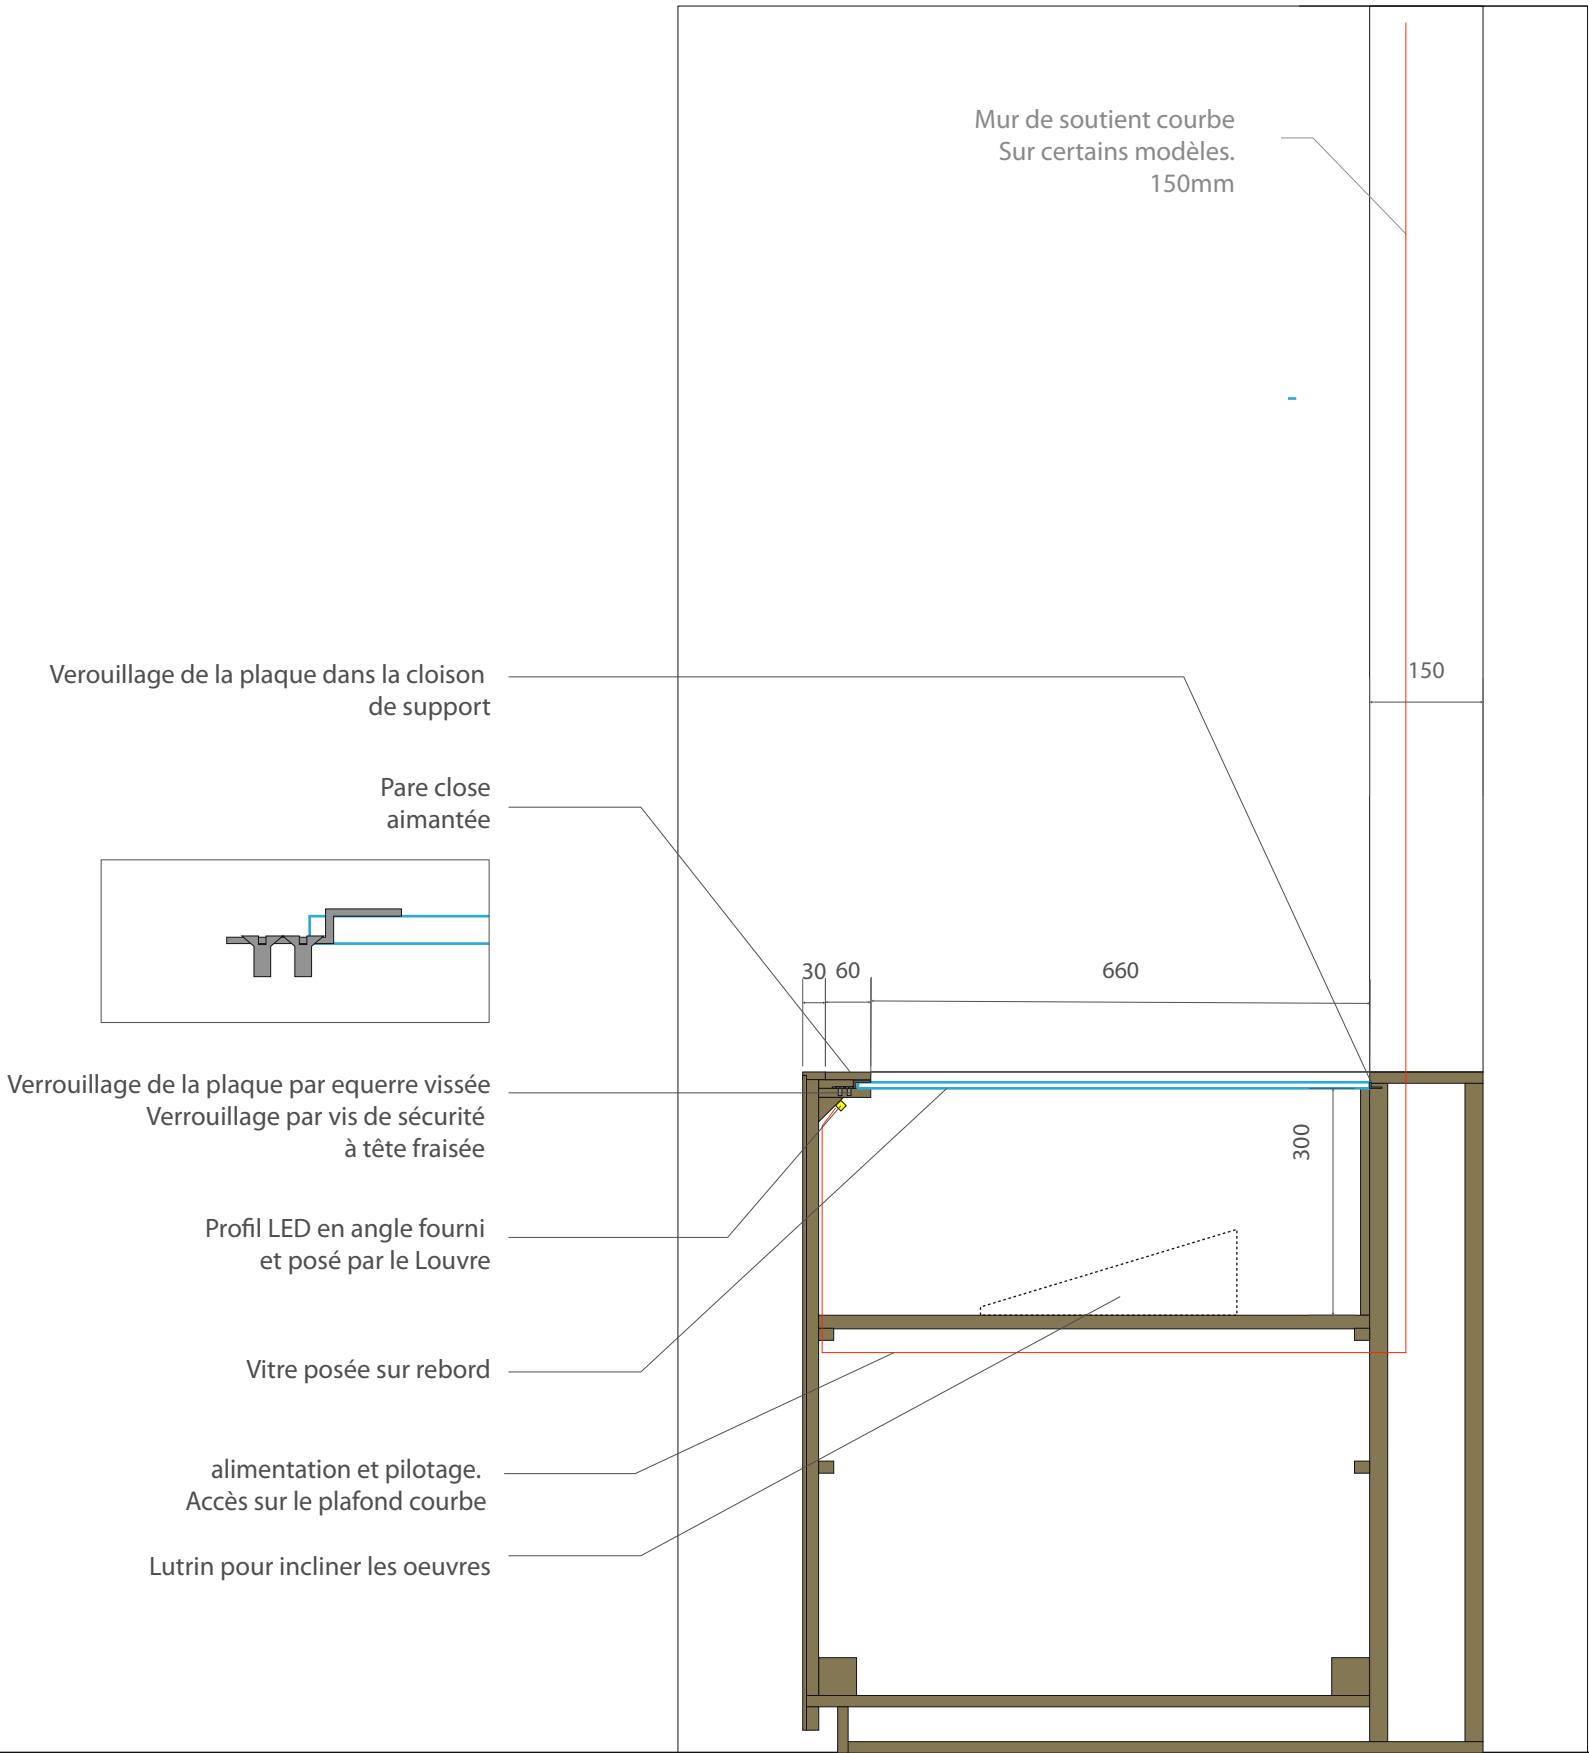 Mur de soutient courbe
Sur certains modèles.
150mm
Verouillage de la plaque dans la cloison
de support
150
Pare close
aimantée
30 60 660
Verrouillage de la plaque par equerre vissée
Verrouillage par vis de sécurité
à tête fraisée
300
Profil LED en angle fourni
et posé par le Louvre
Vitre posée sur rebord
alimentation et pilotage.
Accès sur le plafond courbe
Lutrin pour incliner les oeuvres